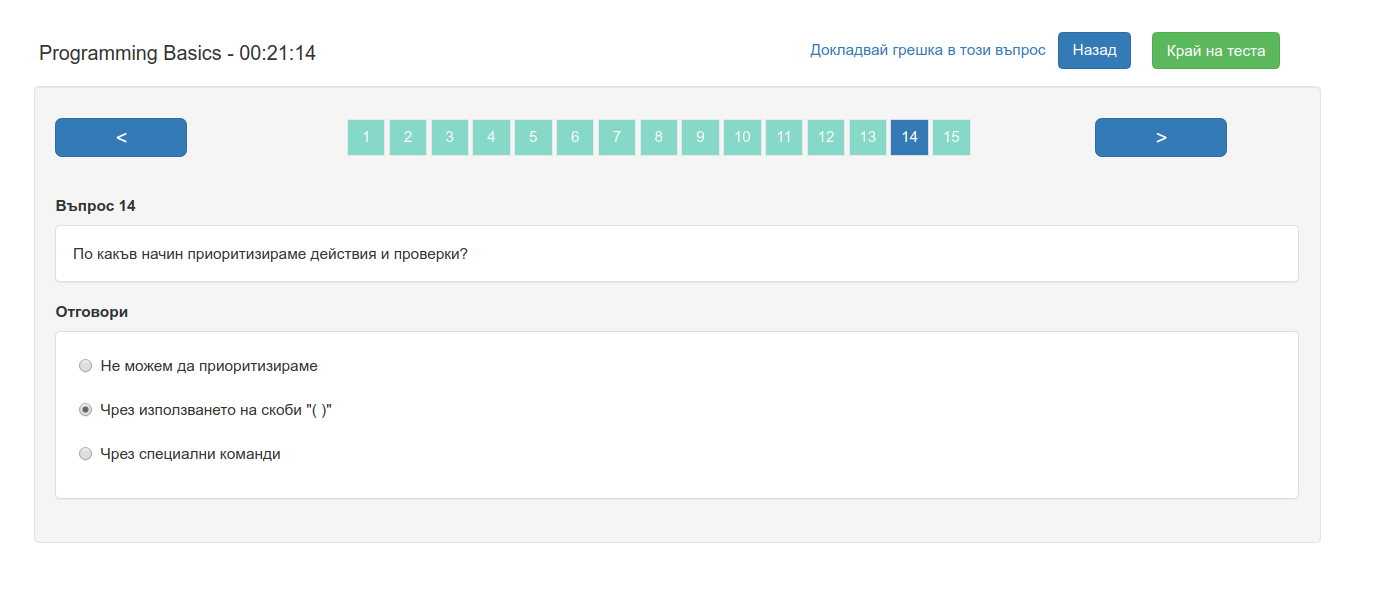 Programming Basics - 00:21:14
Докладвай грешка в този въпрос
Назад
Край на теста
<
1 2 3 4 5 6 7 8 9 10 11 12 13 14 15
>
Въпрос 14
По какъв начин приоритизираме действия и проверки?
Отговори
Не можем да приоритизираме
Чрез използването на скоби "( )"
Чрез специални команди